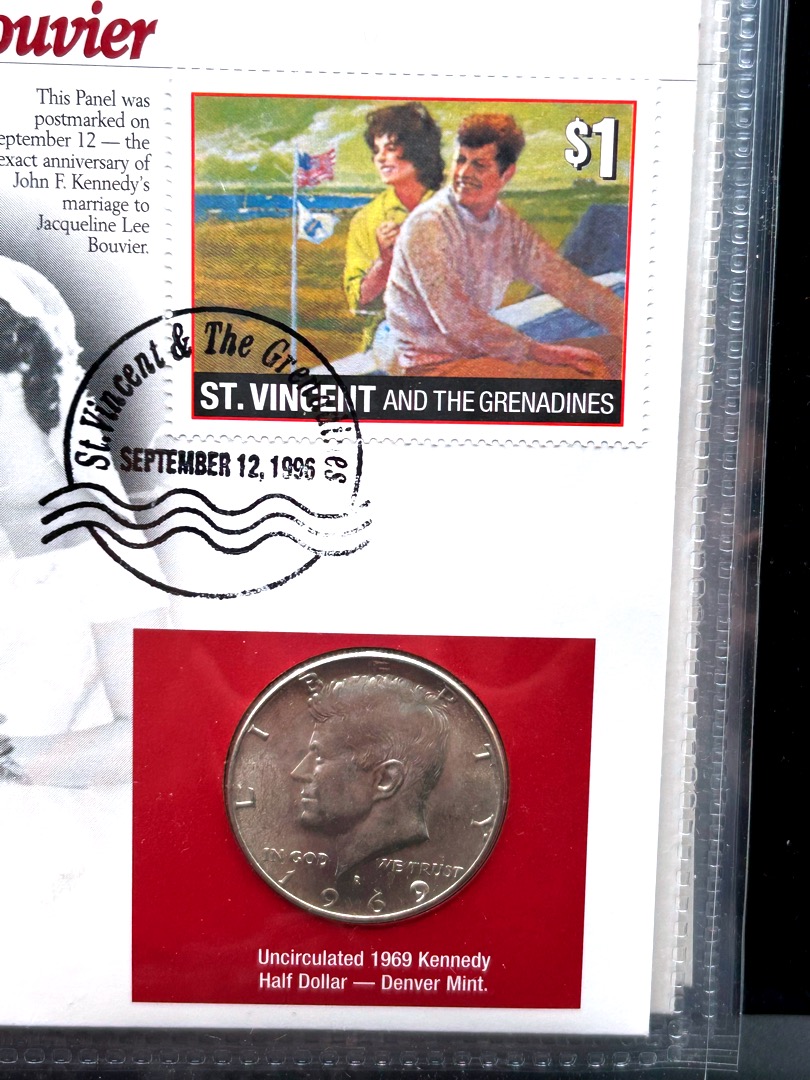 ouvier
This Panel was
postmarked on
eptember 12 — the
exact anniversary of
John F. Kennedy's
marriage to
Jacqueline Lee
Bouvier.
$1
ST. VINCENT AND THE GRENADINES
St. Vincent & The Grenadines
SEPTEMBER 12, 1996
LIBERTY
IN GOD WE TRUST
1969
Uncirculated 1969 Kennedy
Half Dollar — Denver Mint.